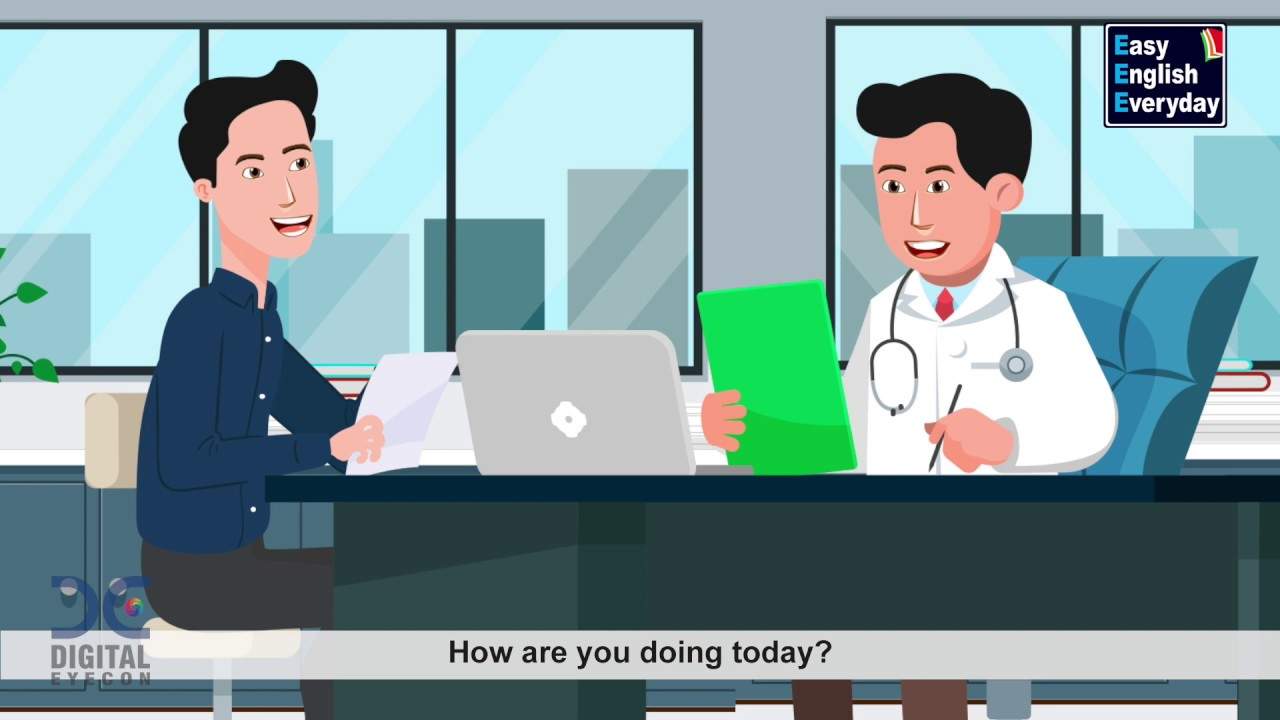 Easy
English
Everyday
How are you doing today?
DIGITAL
EYECON